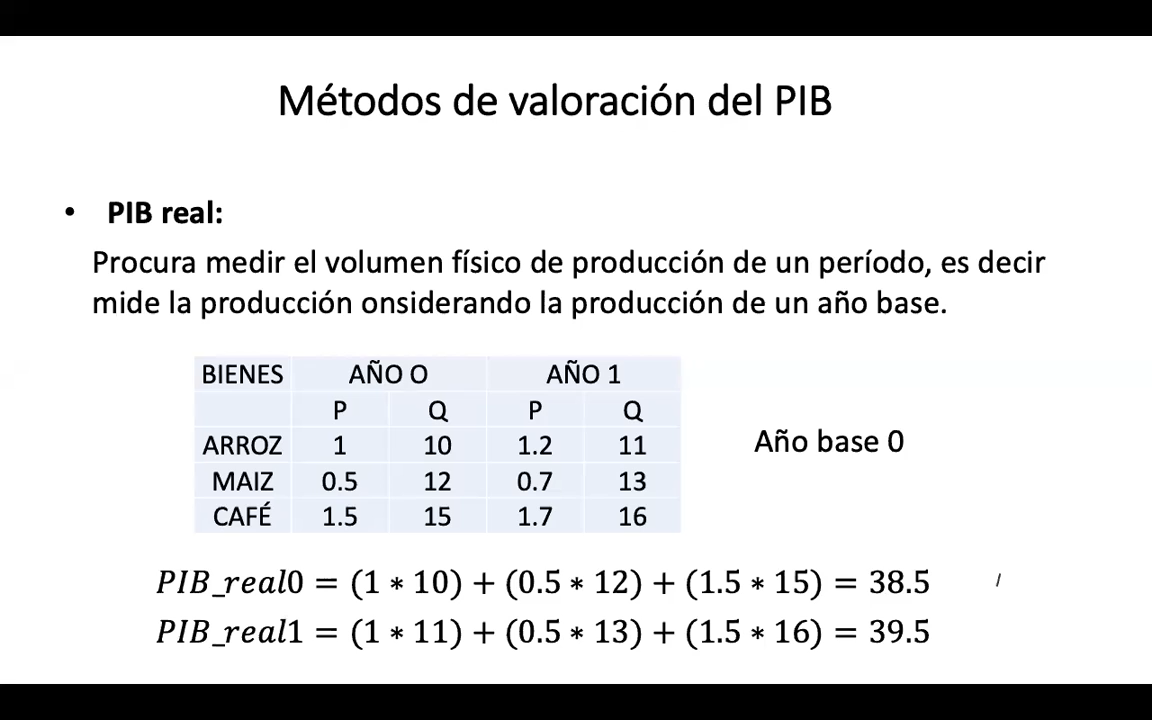 Métodos de valoración del PIB
• PIB real:
Procura medir el volumen físico de producción de un período, es decir
mide la producción onsiderando la producción de un año base.
BIENES AÑO O AÑO 1
P Q P Q
ARROZ 1 10 1.2 11
MAIZ 0.5 12 0.7 13
CAFÉ 1.5 15 1.7 16
Año base 0
PIB_real0 = (1 ∗ 10) + (0.5 ∗ 12) + (1.5 ∗ 15) = 38.5
PIB_real1 = (1 ∗ 11) + (0.5 ∗ 13) + (1.5 ∗ 16) = 39.5